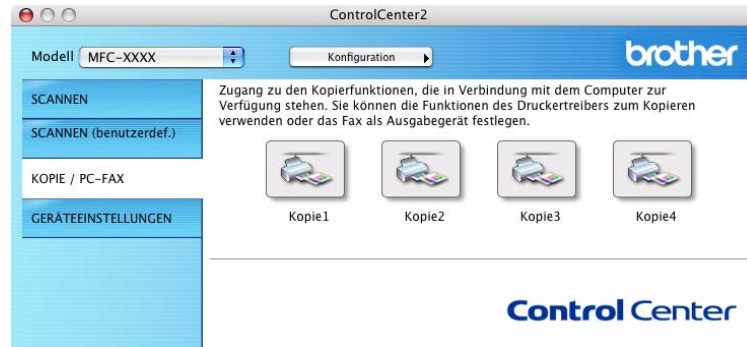 ControlCenter2
Modell MFC-XXXX Konfiguration brother
SCANNEN
SCANNEN (benutzerdef.)
KOPIE / PC-FAX
GERÄTEEINSTELLUNGEN
Zugang zu den Kopierfunktionen, die in Verbindung mit dem Computer zur
Verfügung stehen. Sie können die Funktionen des Druckertreibers zum Kopieren
verwenden oder das Fax als Ausgabegerät festlegen.
Kopie1 Kopie2 Kopie3 Kopie4
Control Center